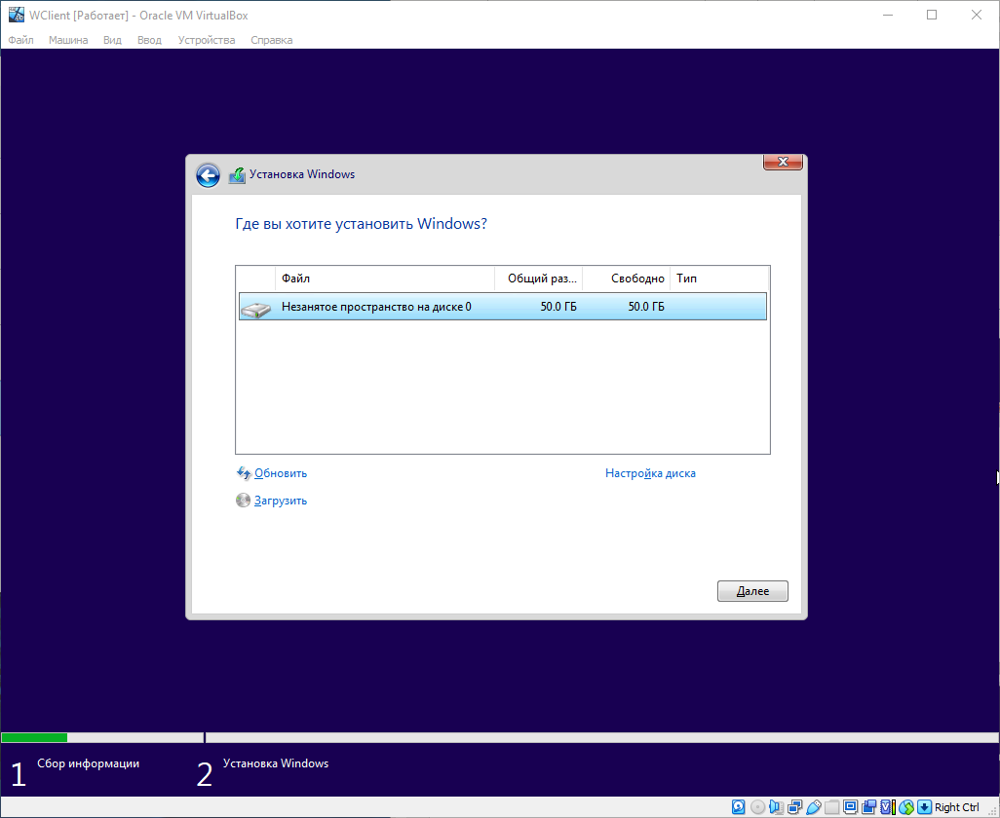 WClient [Работает] - Oracle VM VirtualBox
Файл Машина Вид Ввод Устройства Справка
Установка Windows
Где вы хотите установить Windows?
Файл Общий раз... Свободно Тип
Незанятое пространство на диске 0 50.0 ГБ 50.0 ГБ
Обновить Настройка диска
Загрузить
Далее
1 Сбор информации 2 Установка Windows
Right Ctrl